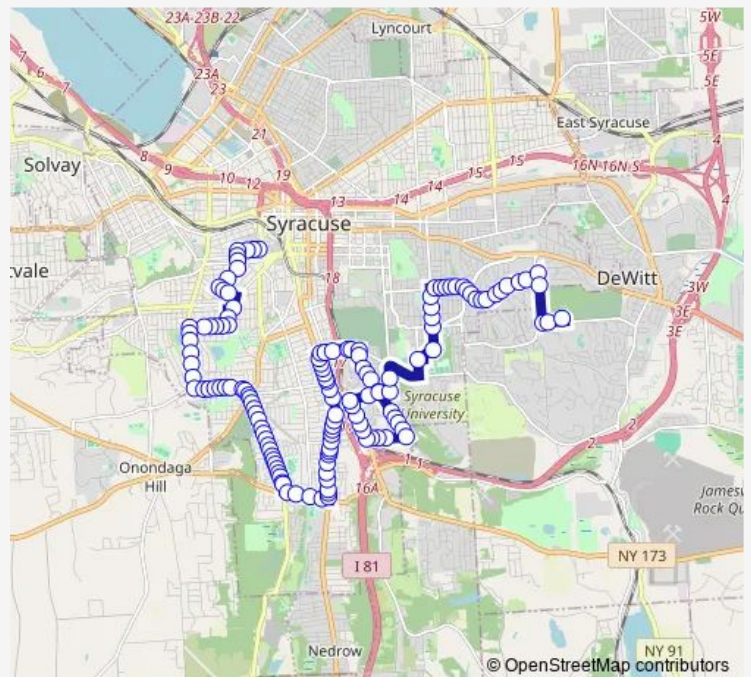 23A-23B-22
Lyncourt
5W
5E
5E
7
6
7
23A
23
21
East Syracuse
4
8
9
10
12
19
13
14
14
15
15
16N 16N S
Solvay
4
Syracuse
vale
18
DeWitt
3W
3E
3E
Syracuse
University
2
2
Onondaga
Hill
1
1
16A
James
Rock Qu
NY 173
I 81
Nedrow
NY 91
© OpenStreetMap contributors